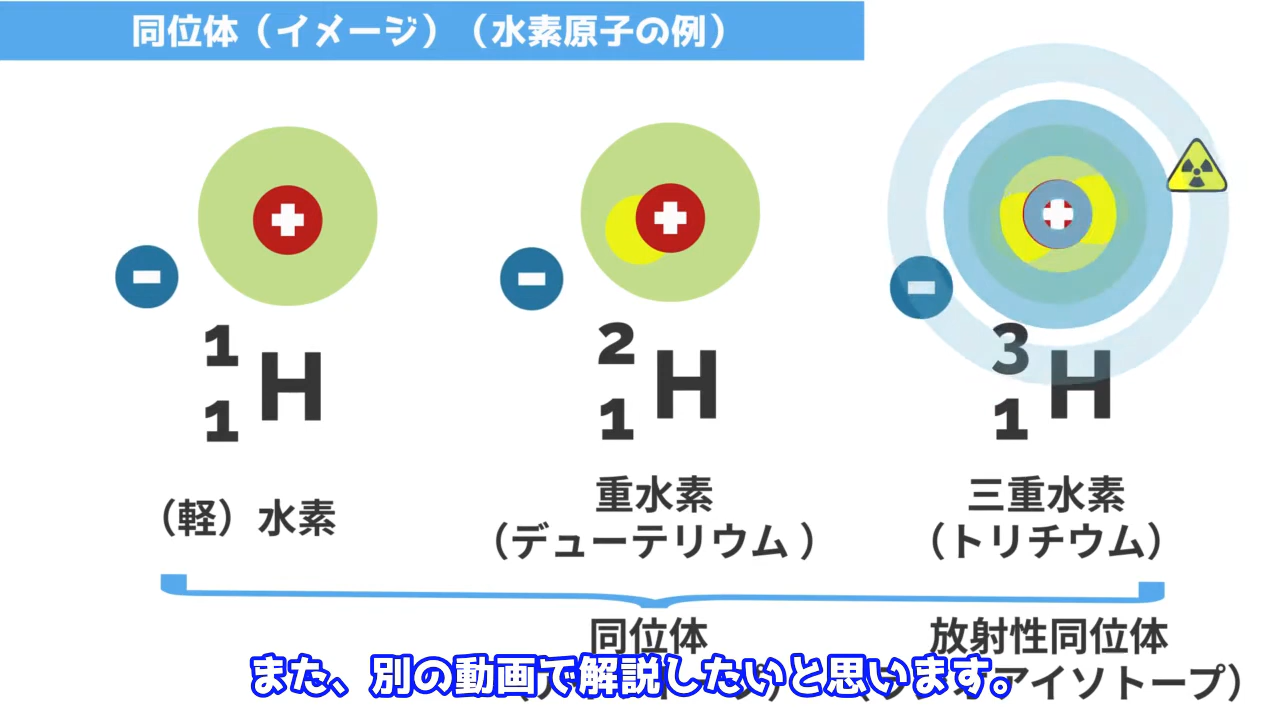 同位体（イメージ）（水素原子の例）
1
1
H
2
1
H
3
1
H
（軽）水素
重水素
（デューテリウム ）
三重水素
（トリチウム）
同位体
放射性同位体
アイソトープ）
また、別の動画で解説したいと思います。